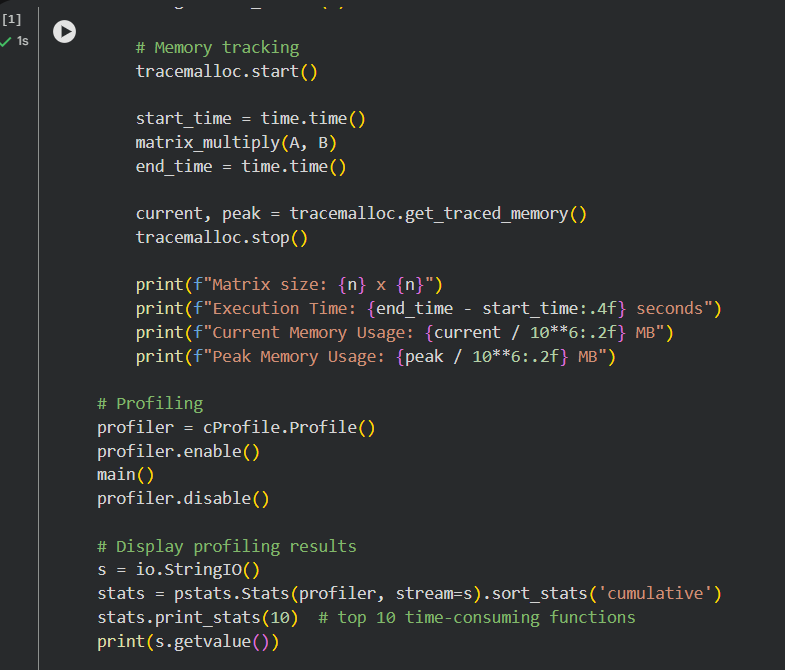 [1]
1s
# Memory tracking
tracemalloc.start()
start_time = time.time()
matrix_multiply(A, B)
end_time = time.time()
current, peak = tracemalloc.get_traced_memory()
tracemalloc.stop()
print(f"Matrix size: {n} x {n}")
print(f"Execution Time: {end_time - start_time:.4f} seconds")
print(f"Current Memory Usage: {current / 10**6:.2f} MB")
print(f"Peak Memory Usage: {peak / 10**6:.2f} MB")
# Profiling
profiler = cProfile.Profile()
profiler.enable()
main()
profiler.disable()
# Display profiling results
s = io.StringIO()
stats = pstats.Stats(profiler, stream=s).sort_stats('cumulative')
stats.print_stats(10)  # top 10 time-consuming functions
print(s.getvalue())